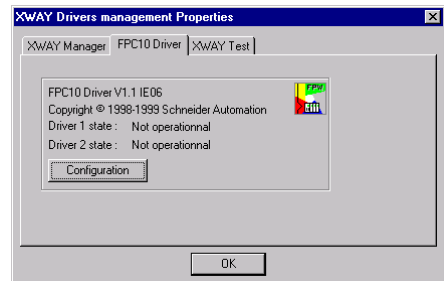 XWAY Drivers management Properties
XWAY Manager FPC10 Driver XWAY Test
FPC10 Driver V1.1 IE06
FPW
Copyright © 1998-1999 Schneider Automation
Driver 1 state : Not operationnal
Driver 2 state : Not operationnal
Configuration
OK